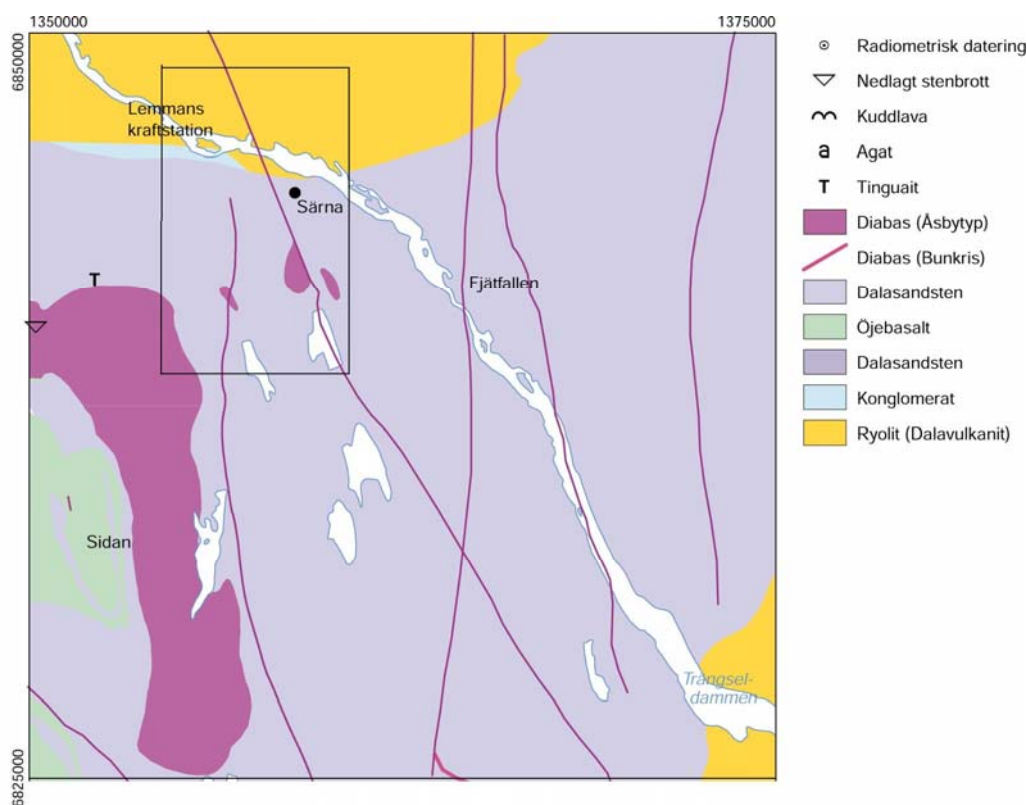 1350000
1375000
6850000
Lemmans
kraftstation
Särna
T
Fjätfallen
Sidan
Trängsel-
dammen
6825000
Radiometrisk datering
Nedlagt stenbrott
Kuddlava
a Agat
T Tinguait
Diabas (Åsbytyp)
Diabas (Bunkris)
Dalasandsten
Öjebasalt
Dalasandsten
Konglomerat
Ryolit (Dalavulkanit)